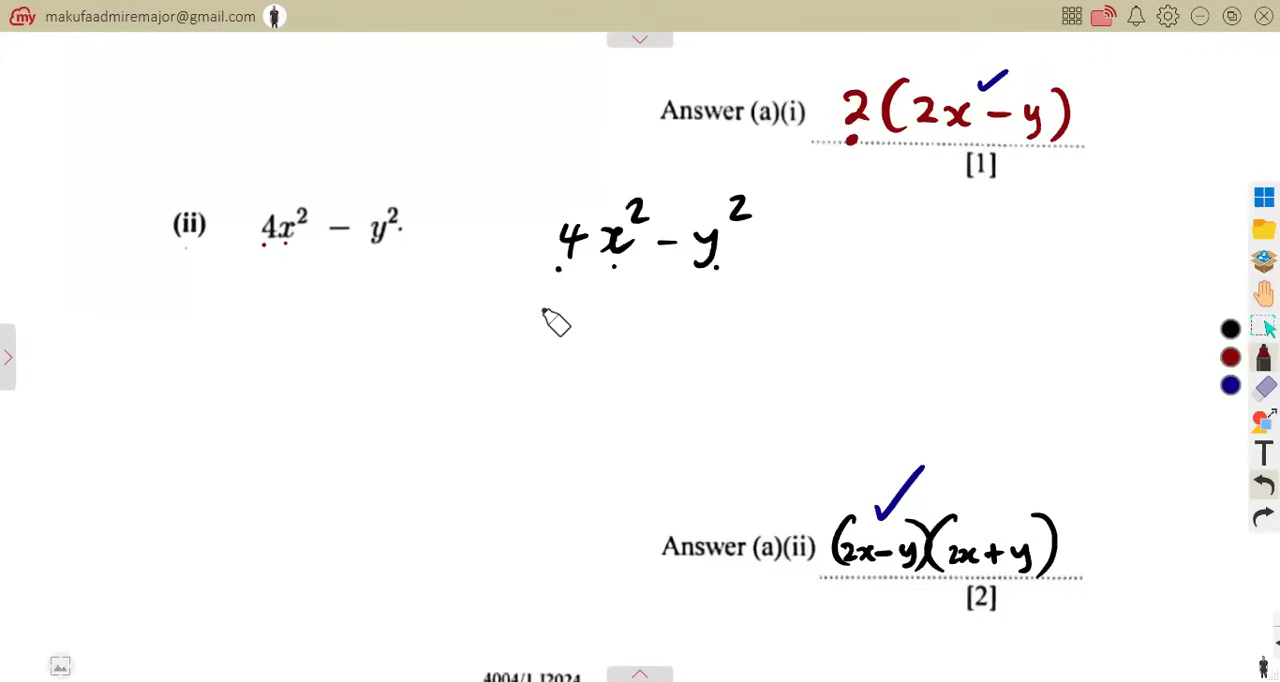 my makufaadmiremajor@gmail.com
Answer (a)(i) 2(2x - y)
[1]
(ii) 4x² - y². 4x² - y²
Answer (a)(ii) (2x-y)(2x+y)
[2]
4004/1 J2024
T